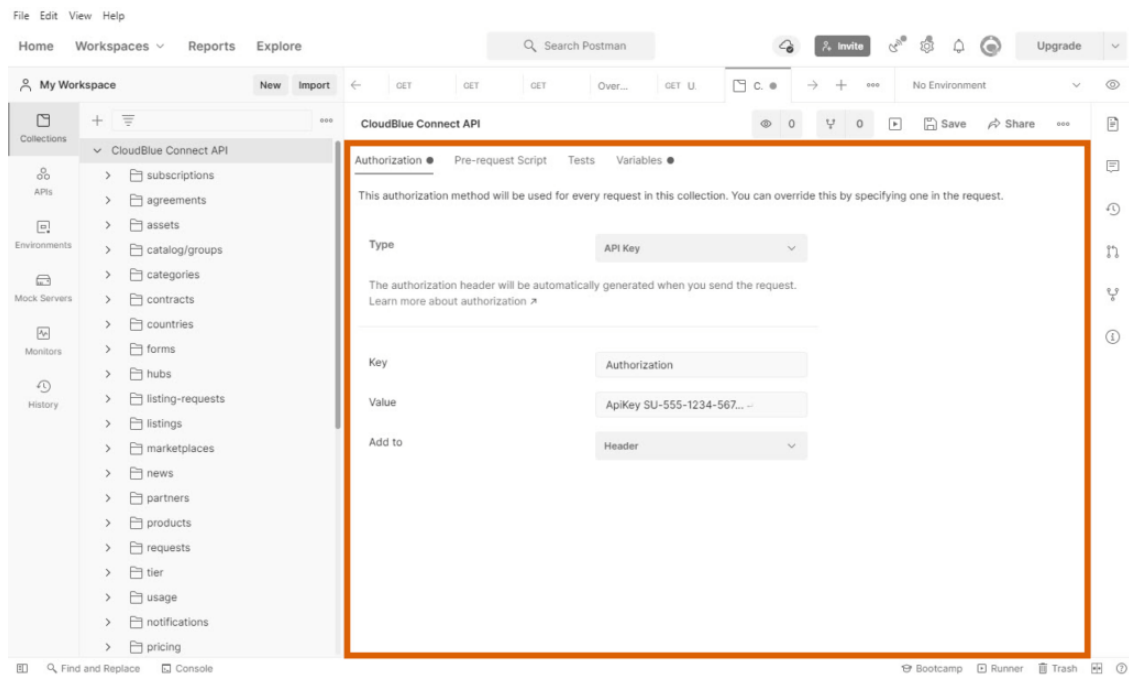 File Edit View Help
Home Workspaces Reports Explore Search Postman Invite Upgrade
My Workspace New Import GET GET GET Over... GET U. C. No Environment
Collections
APIs
Environments
Mock Servers
Monitors
History
CloudBlue Connect API
subscriptions
agreements
assets
catalog/groups
categories
contracts
countries
forms
hubs
listing-requests
listings
marketplaces
news
partners
products
requests
tier
usage
notifications
pricing
CloudBlue Connect API 0 0 Save Share
Authorization Pre-request Script Tests Variables
This authorization method will be used for every request in this collection. You can override this by specifying one in the request.
Type API Key
The authorization header will be automatically generated when you send the request.
Learn more about authorization ↗
Key Authorization
Value ApiKey SU-555-1234-567...
Add to Header
Find and Replace Console Bootcamp Runner Trash